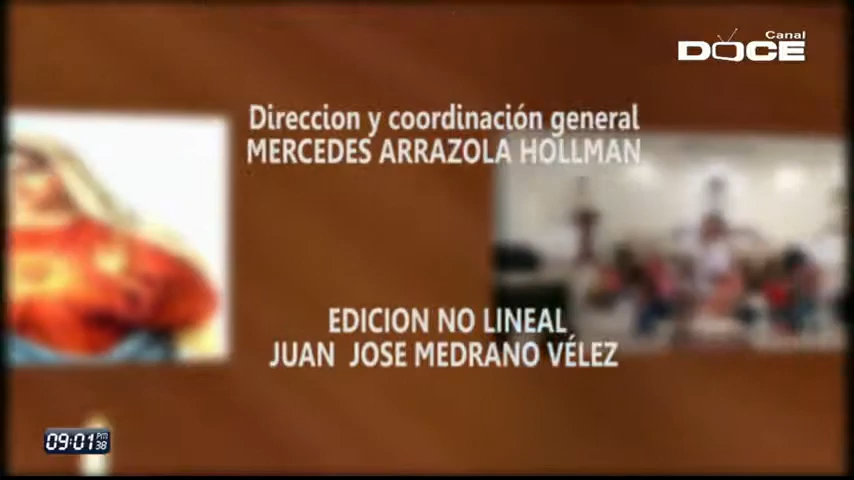 Canal
DOCE
Direccion y coordinación general
MERCEDES ARRAZOLA HOLLMAN
EDICION NO LINEAL
JUAN JOSE MEDRANO VÉLEZ
09:01 PM 38